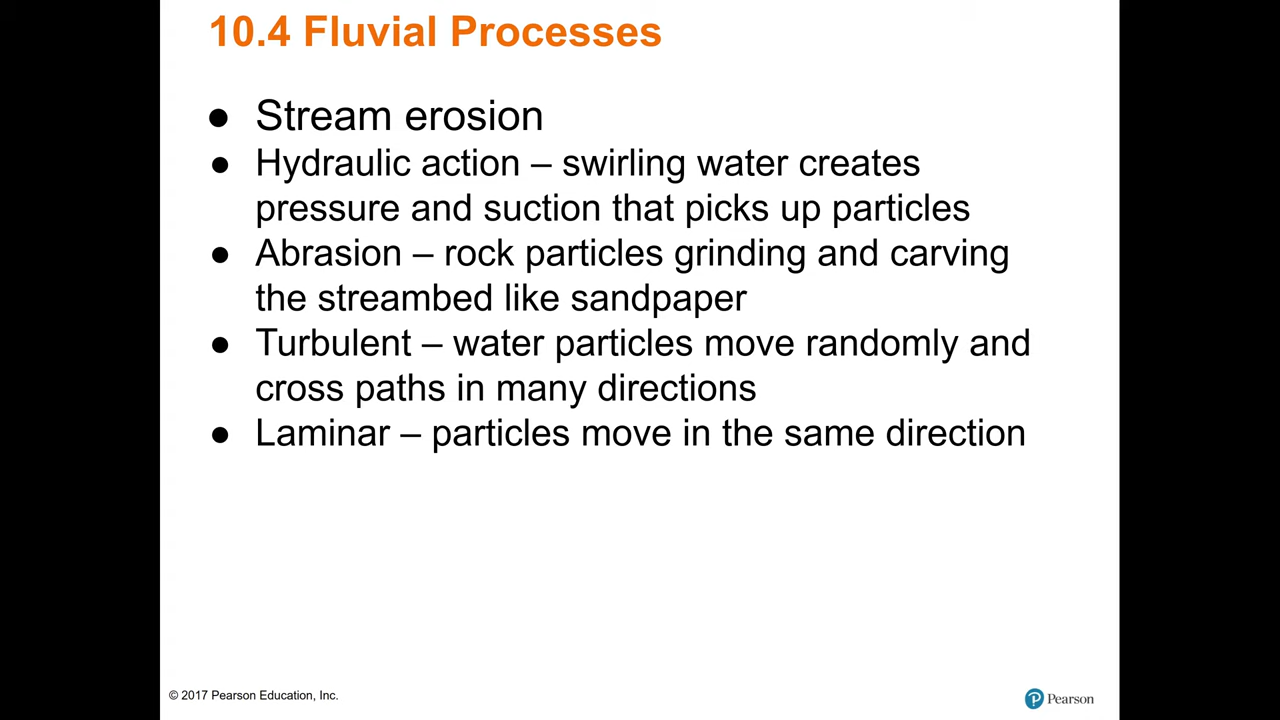 10.4 Fluvial Processes
● Stream erosion
● Hydraulic action – swirling water creates
pressure and suction that picks up particles
● Abrasion – rock particles grinding and carving
the streambed like sandpaper
● Turbulent – water particles move randomly and
cross paths in many directions
● Laminar – particles move in the same direction
© 2017 Pearson Education, Inc.
P Pearson